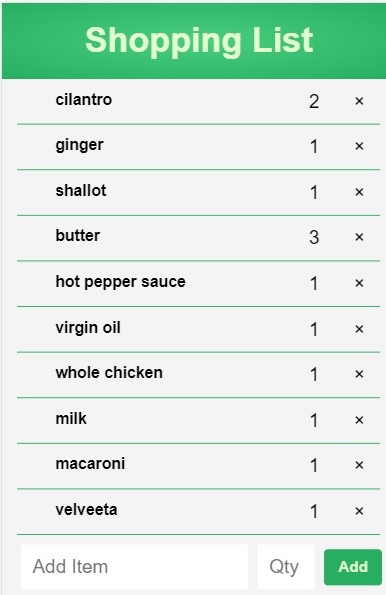 Shopping List
cilantro 2 ×
ginger 1 ×
shallot 1 ×
butter 3 ×
hot pepper sauce 1 ×
virgin oil 1 ×
whole chicken 1 ×
milk 1 ×
macaroni 1 ×
velveeta 1 ×
Add Item Qty Add